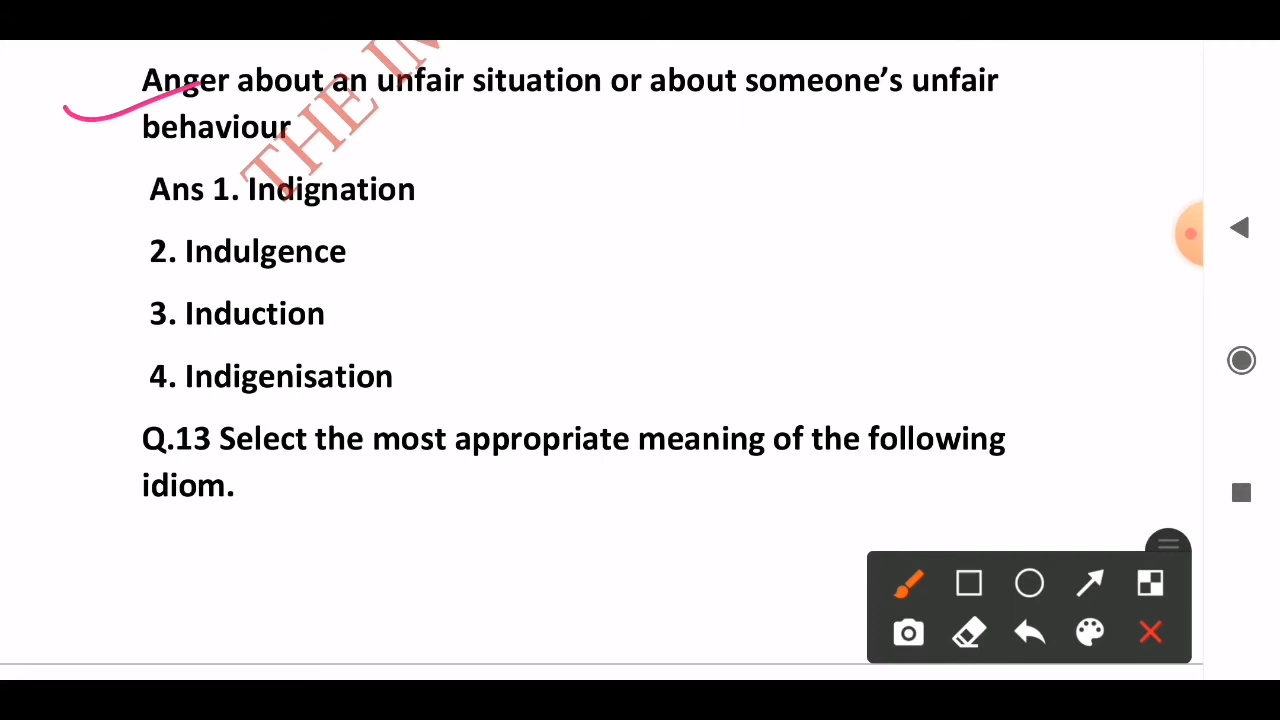 Anger about an unfair situation or about someone’s unfair
behaviour
Ans 1. Indignation
2. Indulgence
3. Induction
4. Indigenisation
Q.13 Select the most appropriate meaning of the following
idiom.
THE